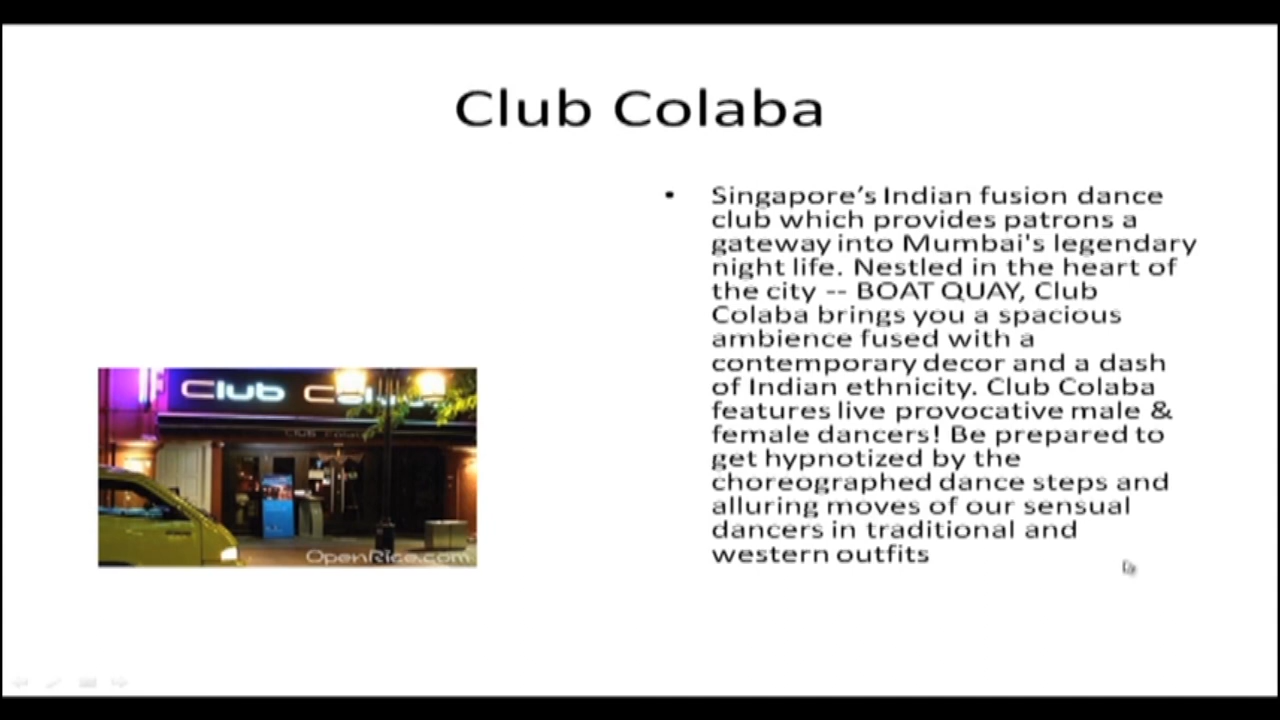 Club Colaba
• Singapore’s Indian fusion dance
club which provides patrons a
gateway into Mumbai's legendary
night life. Nestled in the heart of
the city -- BOAT QUAY, Club
Colaba brings you a spacious
ambience fused with a
contemporary decor and a dash
of Indian ethnicity. Club Colaba
features live provocative male &
female dancers! Be prepared to
get hypnotized by the
choreographed dance steps and
alluring moves of our sensual
dancers in traditional and
western outfits
Club
OpenRice.com